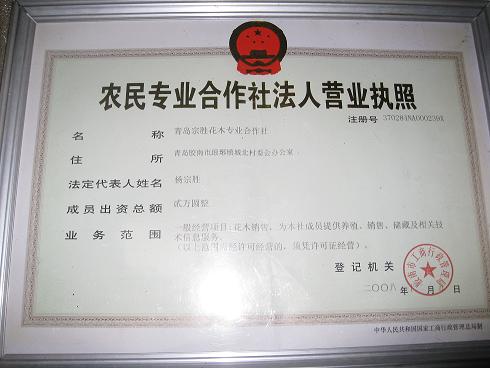 农民专业合作社法人营业执照
注册号 370284NA000239X
名称 青岛宗胜花木专业合作社
住所 青岛胶南市琅琊镇城北村委会办公室
法定代表人姓名 杨宗胜
成员出资总额 贰万圆整
业务范围 一般经营项目:花木销售,为本社成员提供养殖、销售、储藏及相关技
术信息服务。
(以上范围需经许可经营的,须凭许可证经营)。
登记机关
二〇〇八年 月 日
中华人民共和国国家工商行政管理总局制